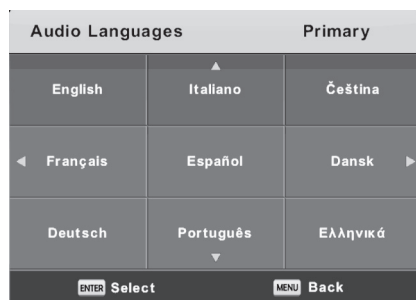 Audio Languages Primary
English Italiano Čeština
Français Español Dansk
Deutsch Português Ελληνικά
ENTER Select MENU Back